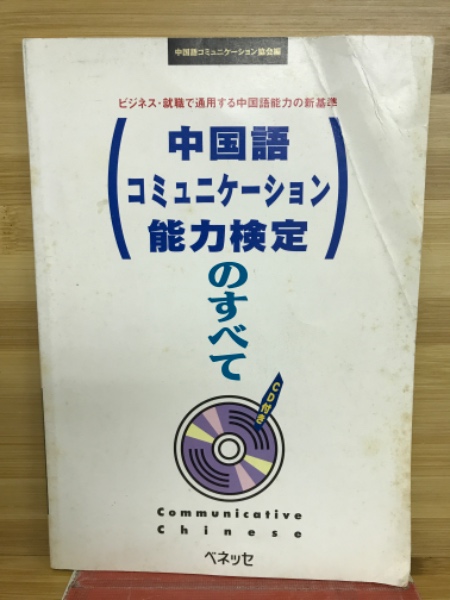 中国語コミュニケーション協会編
ビジネス・就職で通用する中国語能力の新基準
中国語
コミュニケーション
能力検定
のすべて
CD付き
Communicative
Chinese
ベネッセ